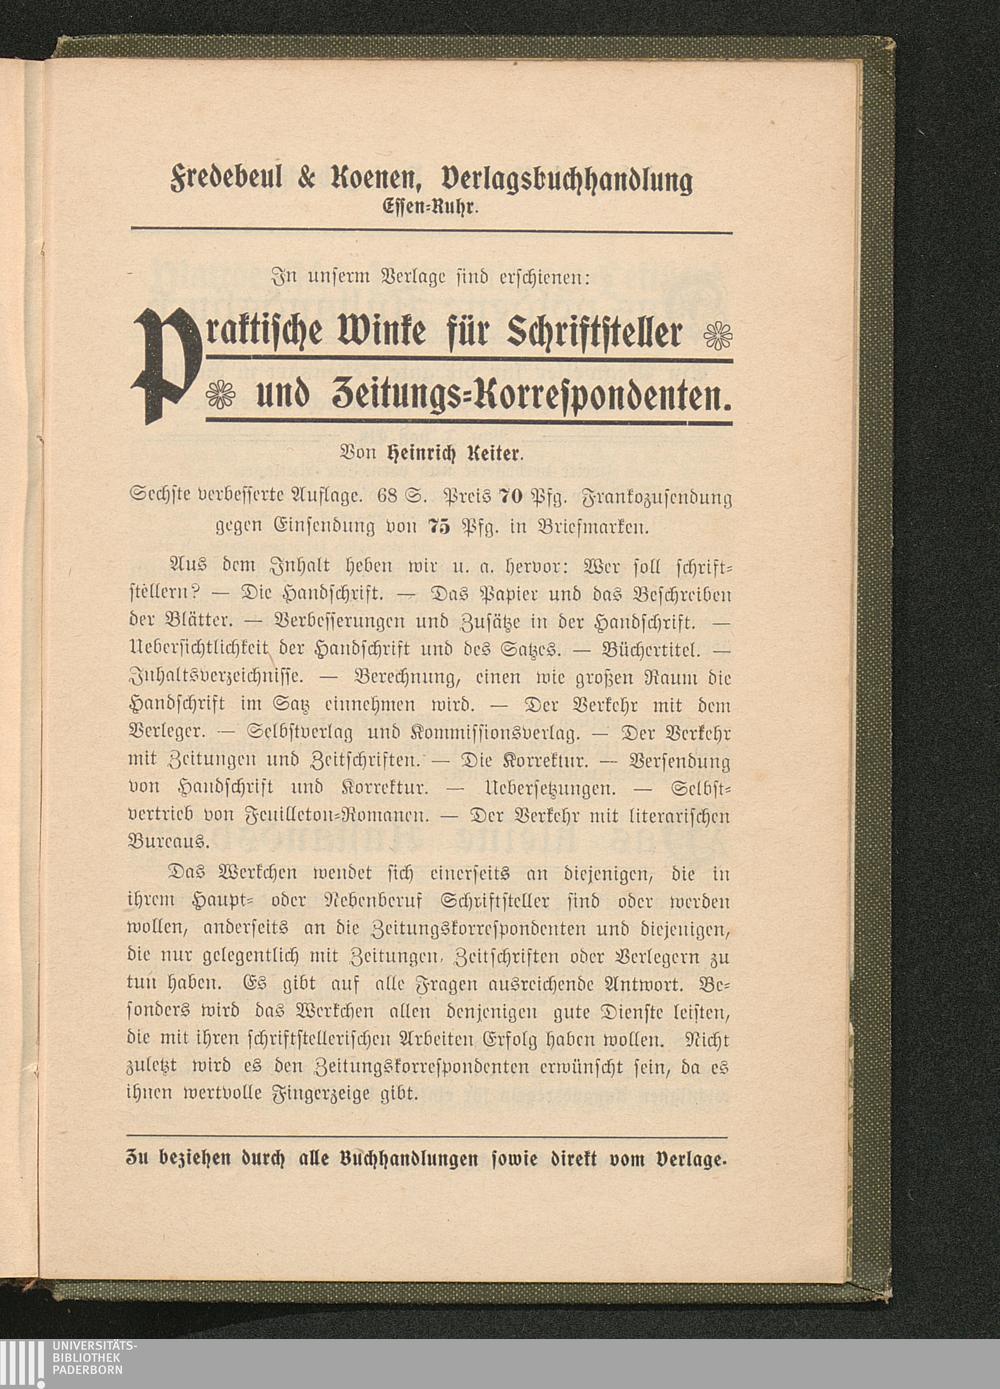 Fredebeul & Koenen, Verlagsbuchhandlung
Essen-Ruhr.
In unserm Verlage sind erschienen:
Praktische Winke für Schriftsteller
und Zeitungs-Korrespondenten.
Von Heinrich Keiter.
Sechste verbesserte Auflage. 68 S. Preis 70 Pfg. Frankozusendung
gegen Einsendung von 75 Pfg. in Briefmarken.
Aus dem Inhalt heben wir u. a. hervor: Wer soll schrift-
stellern? — Die Handschrift. — Das Papier und das Beschreiben
der Blätter. — Verbesserungen und Zusätze in der Handschrift. —
Uebersichtlichkeit der Handschrift und des Satzes. — Büchertitel. —
Inhaltsverzeichnisse. — Berechnung, einen wie großen Raum die
Handschrift im Satz einnehmen wird. — Der Verkehr mit dem
Verleger. — Selbstverlag und Kommissionsverlag. — Der Verkehr
mit Zeitungen und Zeitschriften. — Die Korrektur. — Versendung
von Handschrift und Korrektur. — Uebersetzungen. — Selbst-
vertrieb von Feuilleton-Romanen. — Der Verkehr mit literarischen
Bureaus.
Das Werkchen wendet sich einerseits an diejenigen, die in
ihrem Haupt- oder Nebenberuf Schriftsteller sind oder werden
wollen, anderseits an die Zeitungskorrespondenten und diejenigen,
die nur gelegentlich mit Zeitungen, Zeitschriften oder Verlegern zu
tun haben. Es gibt auf alle Fragen ausreichende Antwort. Be-
sonders wird das Werkchen allen denjenigen gute Dienste leisten,
die mit ihren schriftstellerischen Arbeiten Erfolg haben wollen. Nicht
zuletzt wird es den Zeitungskorrespondenten erwünscht sein, da es
ihnen wertvolle Fingerzeige gibt.
Zu beziehen durch alle Buchhandlungen sowie direkt vom Verlage.
UNIVERSITÄTS-
BIBLIOTHEK
PADERBORN